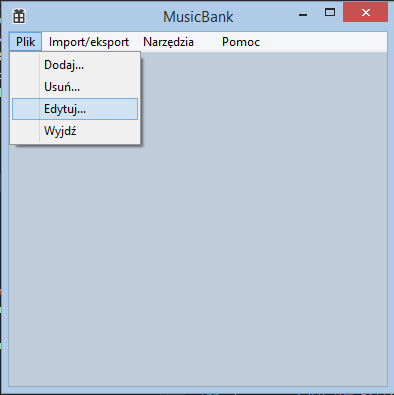 MusicBank
Plik Import/eksport Narzędzia Pomoc
Dodaj...
Usuń...
Edytuj...
Wyjdź